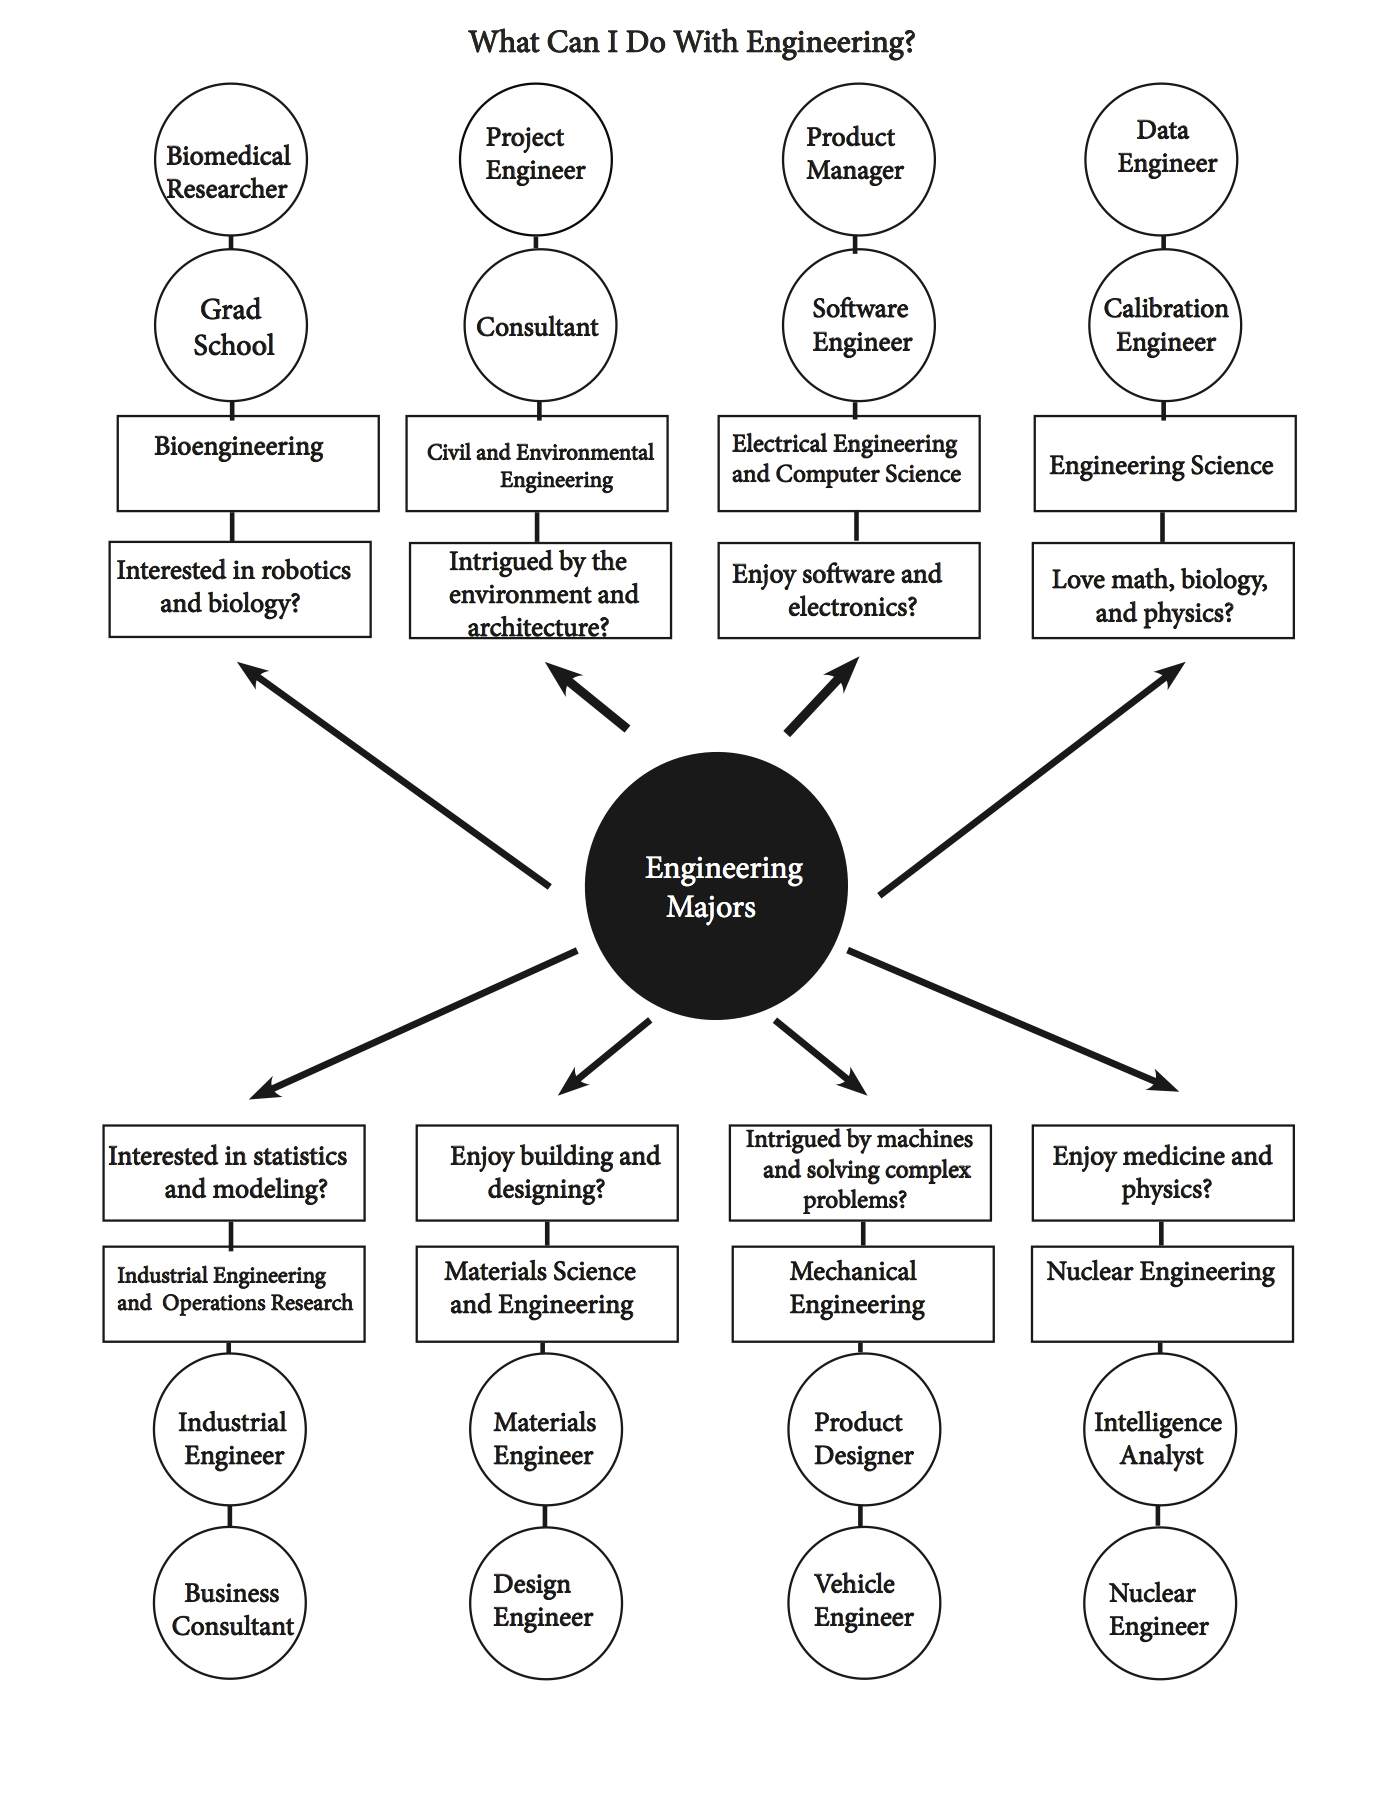 What Can I Do With Engineering?
Biomedical
Researcher
Project
Engineer
Product
Manager
Data
Engineer
Grad
School
Consultant
Software
Engineer
Calibration
Engineer
Bioengineering
Civil and Environmental
Engineering
Electrical Engineering
and Computer Science
Engineering Science
Interested in robotics
and biology?
Intrigued by the
environment and
architecture?
Enjoy software and
electronics?
Love math, biology,
and physics?
Engineering
Majors
Interested in statistics
and modeling?
Enjoy building and
designing?
Intrigued by machines
and solving complex
problems?
Enjoy medicine and
physics?
Industrial Engineering
and Operations Research
Materials Science
and Engineering
Mechanical
Engineering
Nuclear Engineering
Industrial
Engineer
Materials
Engineer
Product
Designer
Intelligence
Analyst
Business
Consultant
Design
Engineer
Vehicle
Engineer
Nuclear
Engineer